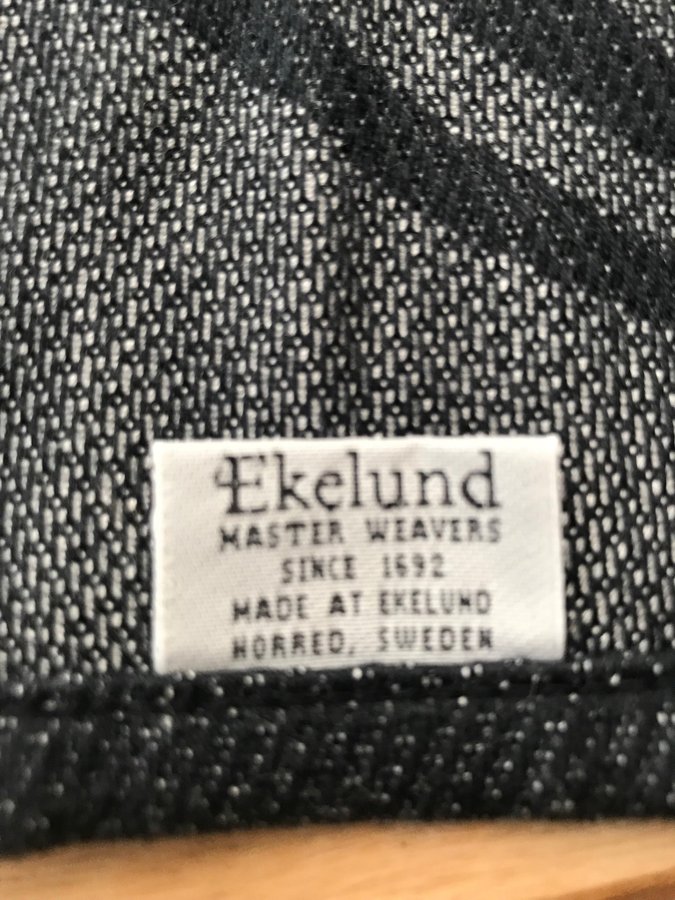 Ekelund
MASTER WEAVERS
SINCE 1692
MADE AT EKELUND
HORRED, SWEDEN